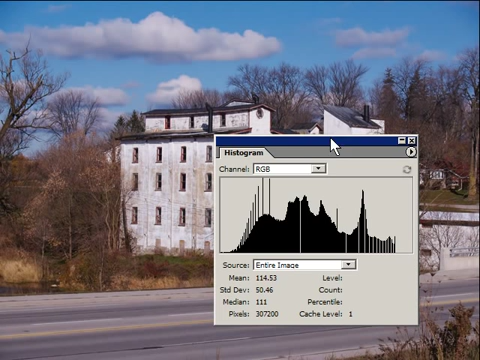 Histogram
Channel: RGB
Source: Entire Image
Mean: 114.53 Level:
Std Dev: 50.46 Count:
Median: 111 Percentile:
Pixels: 307200 Cache Level: 1